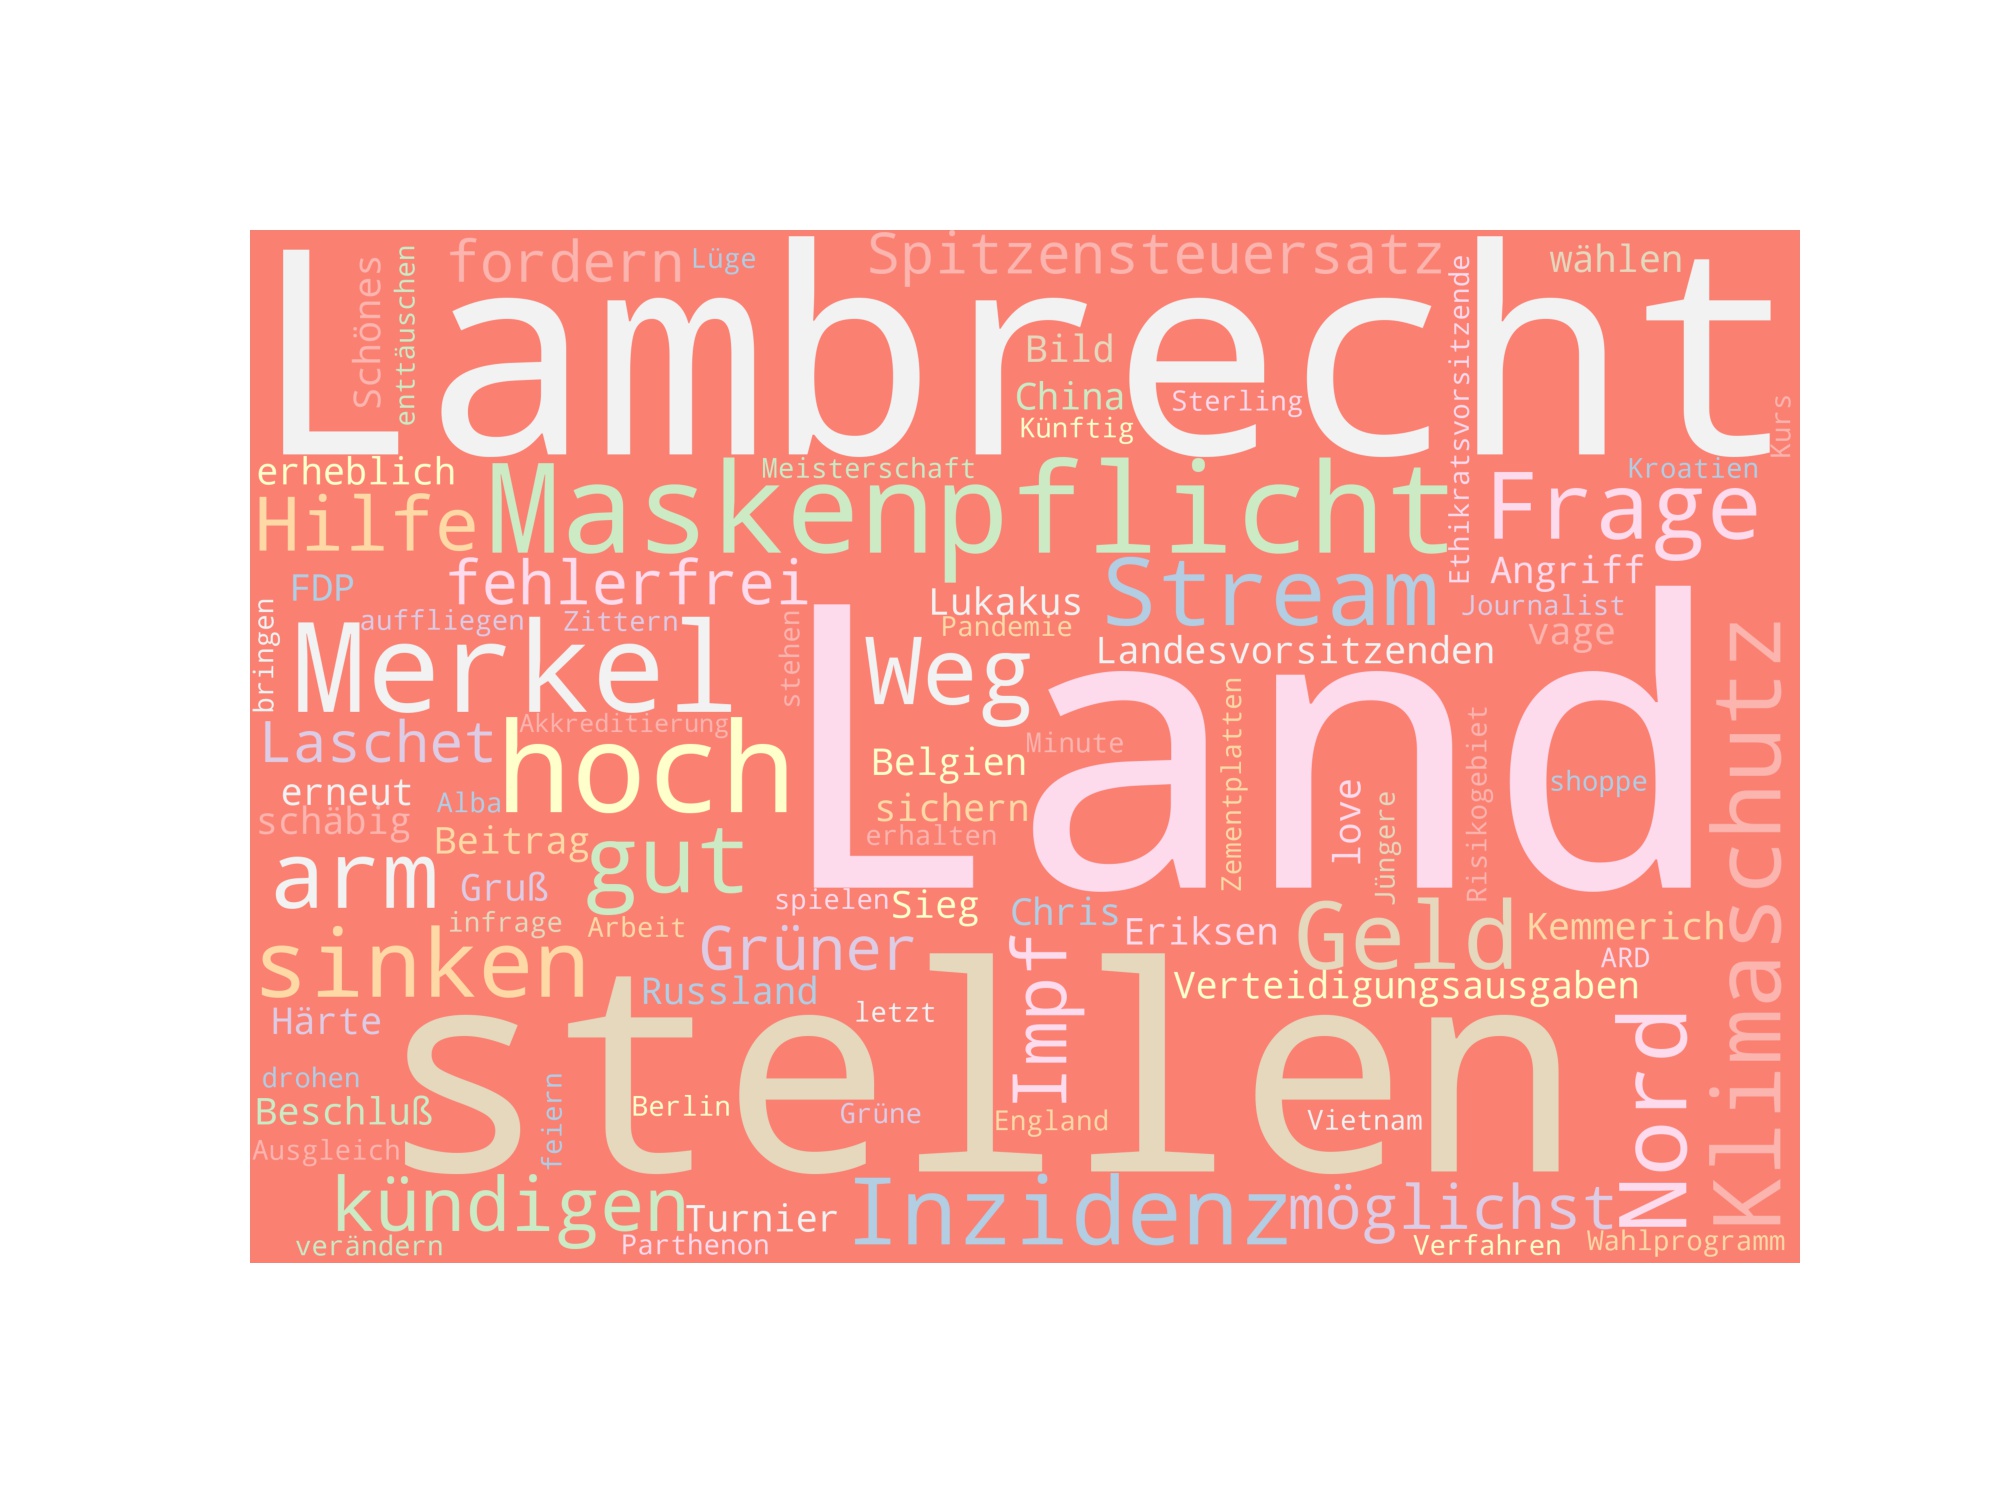 Spitzensteuersatz
fordern
Lüge
wählen
Schönes
enttäuschen
Lambrecht
Bild
China
Sterling
Künftig
Ethikratsvorsitzende
Kurs
erheblich
Meisterschaft
Kroatien
Hilfe
Maskenpflicht
Frage
FDP
fehlerfrei
Stream
Angriff
Lukakus
Journalist
auffliegen
Zittern
Pandemie
vage
bringen
Merkel
stehen
Weg
Landesvorsitzenden
Land
Klimaschutz
Laschet
Akkreditierung
hoch
Minute
Belgien
Zementplatten
Risikogebiet
erneut
Alba
sichern
love
Jüngere
shoppe
schäbig
Beitrag
erhalten
arm
Gruß
gut
spielen
Sieg
Chris
Eriksen
Geld
Kemmerich
infrage
Arbeit
sinken
Grüner
Impf
ARD
Russland
Verteidigungsausgaben
letzt
Härte
stellen
Nord
drohen
feiern
Berlin
Grüne
England
Vietnam
Beschluß
Ausgleich
kündigen
Turnier
Inzidenz
möglichst
verändern
Parthenon
Verfahren
Wahlprogramm